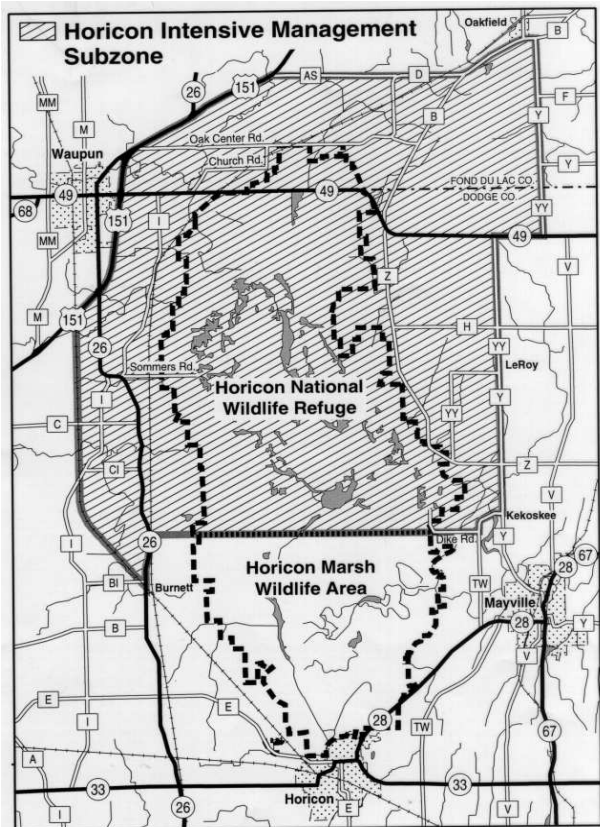 Horicon Intensive Management
Subzone
Oakfield
B
26
151
AS
D
MM
M
B
F
Y
Oak Center Rd.
Waupun
Church Rd.
Y
FOND DU LAC CO.
DODGE CO.
49
49
68
151
I
YY
49
MM
Z
V
M
151
H
26
YY
Sommers Rd.
LeRoy
I
Horicon National
Wildlife Refuge
Y
YY
C
Z
CI
V
Kekoskee
I
26
Dike Rd.
Y
67
28
Horicon Marsh
Wildlife Area
BI
Burnett
TW
Mayville
B
28
Y
V
E
E
I
28
TW
67
A
33
33
Horicon
I
26
E
V